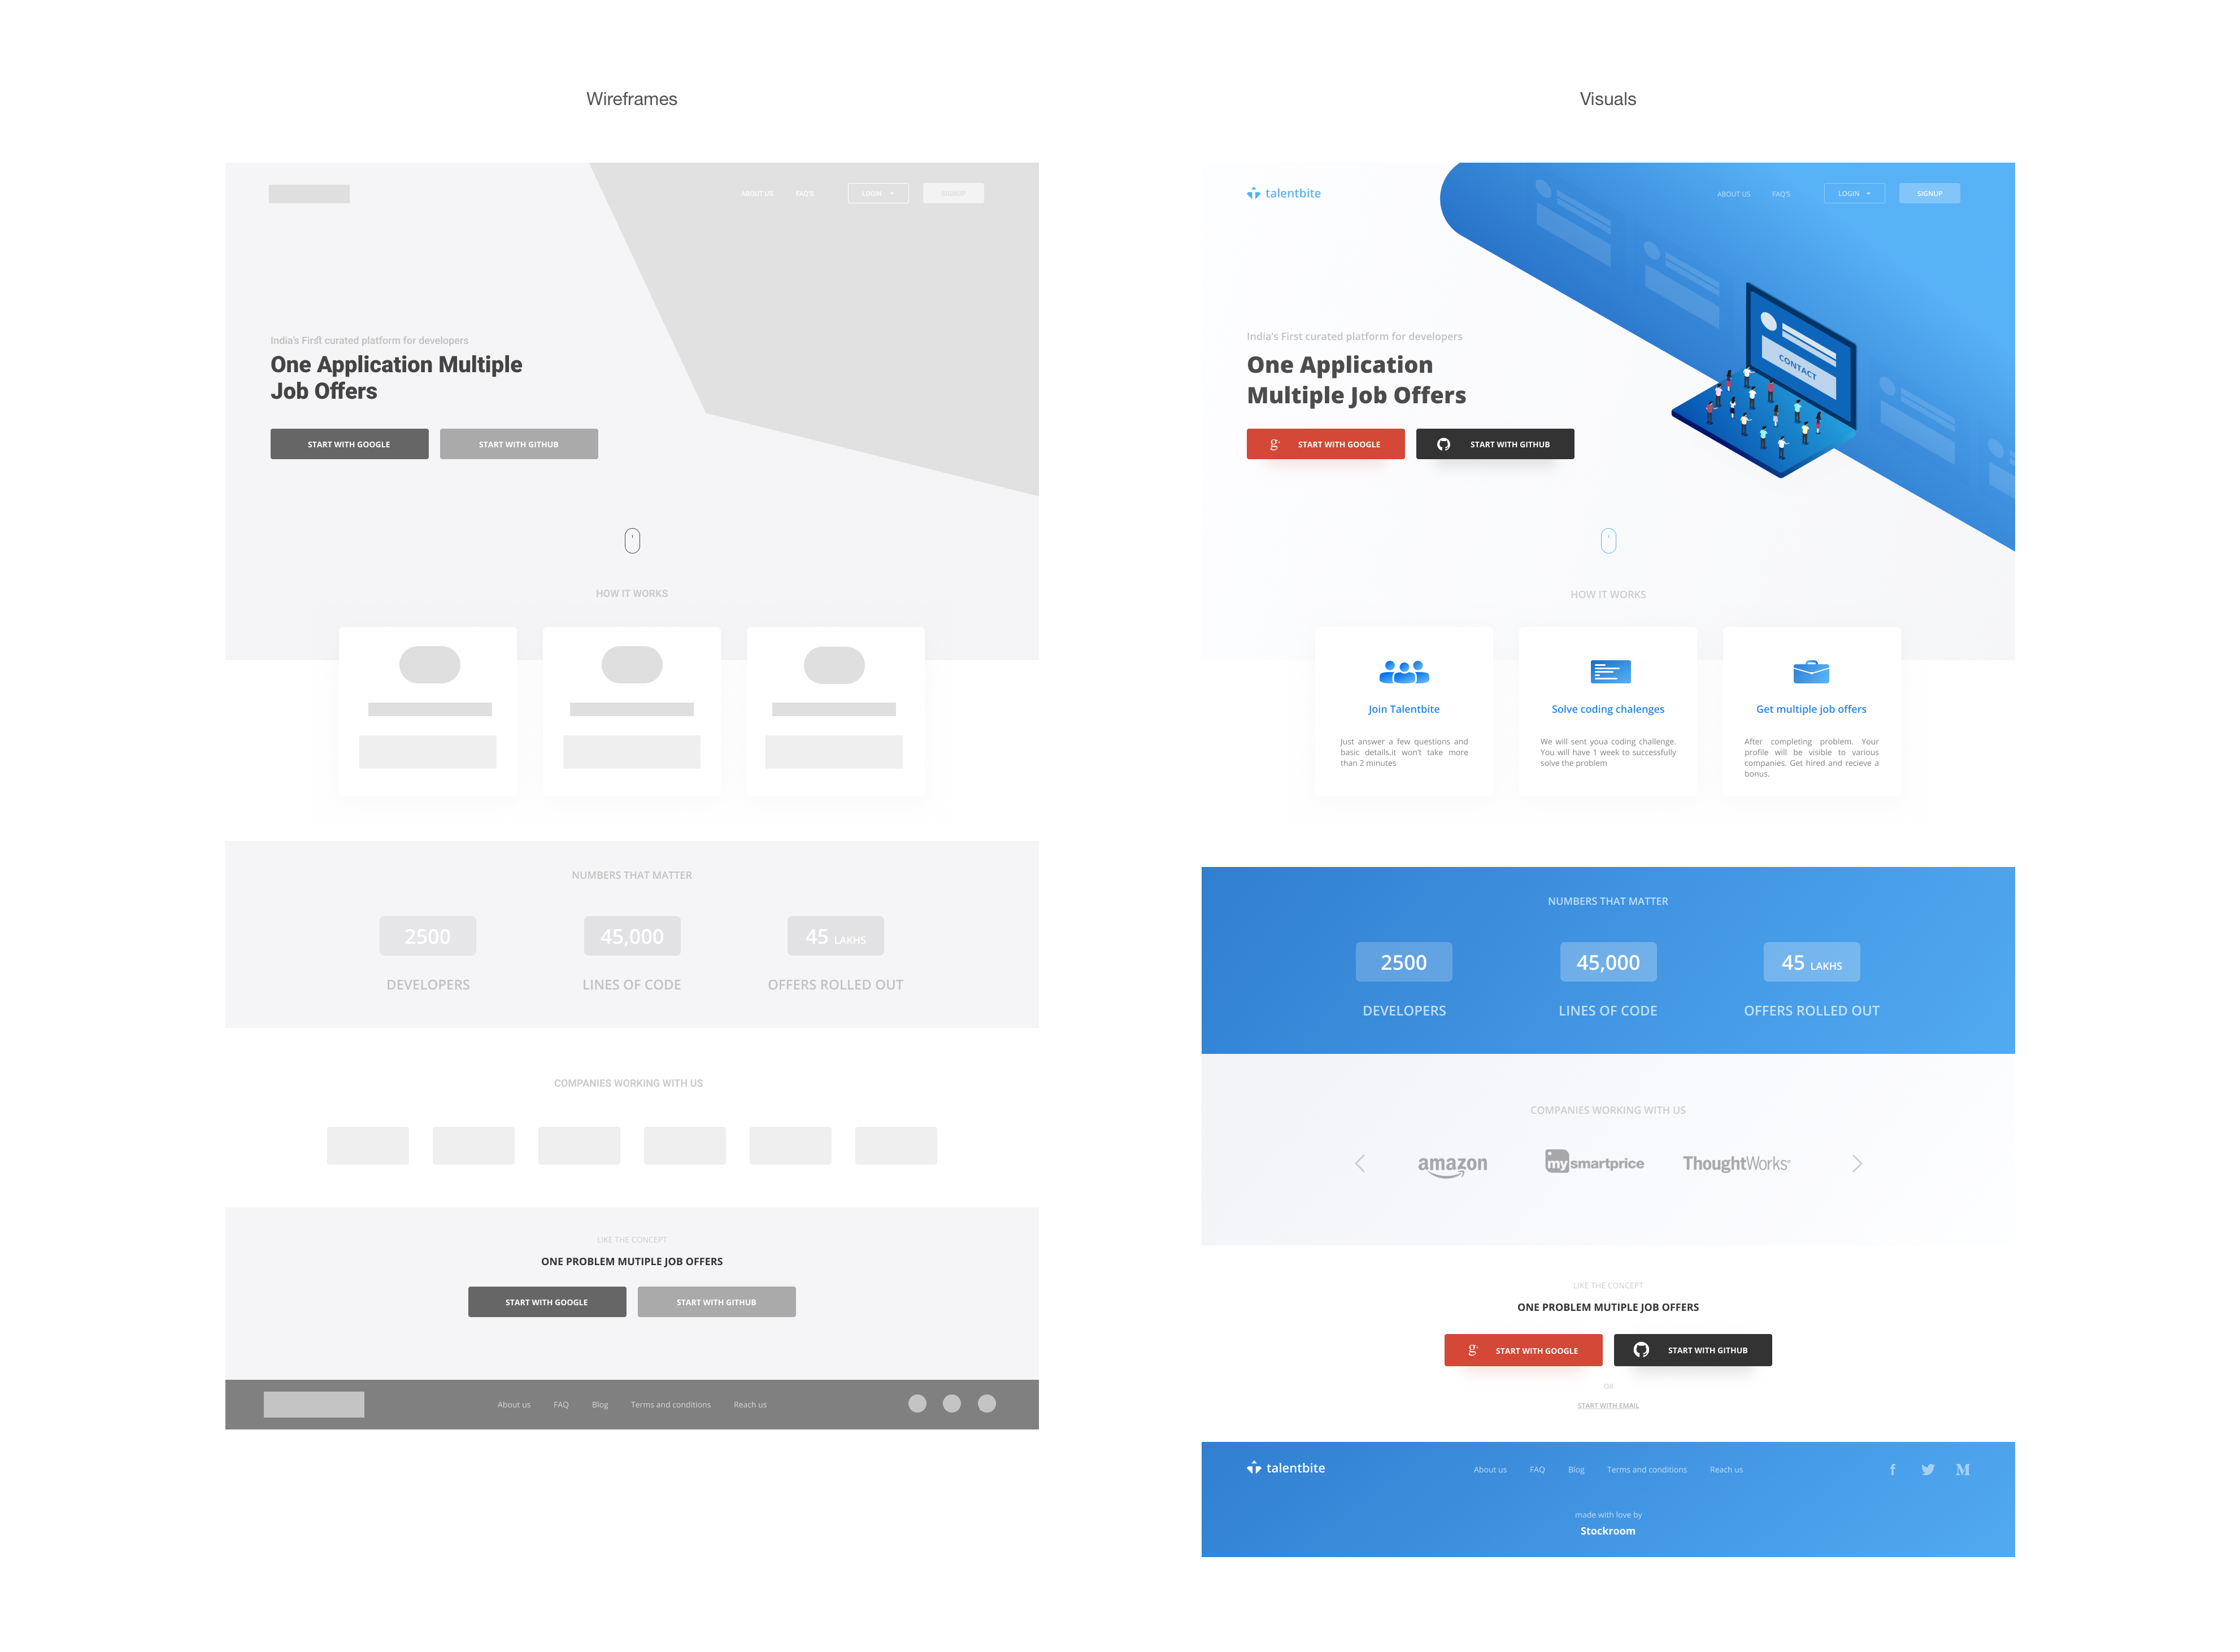 Wireframes
ABOUT US
FAQ'S
LOGIN
SIGNUP
India's First curated platform for developers
One Application Multiple
Job Offers
START WITH GOOGLE
START WITH GITHUB
HOW IT WORKS
NUMBERS THAT MATTER
2500
45,000
45 LAKHS
DEVELOPERS
LINES OF CODE
OFFERS ROLLED OUT
COMPANIES WORKING WITH US
LIKE THE CONCEPT
ONE PROBLEM MUTIPLE JOB OFFERS
START WITH GOOGLE
START WITH GITHUB
About us
FAQ
Blog
Terms and conditions
Reach us
Visuals
talentbite
ABOUT US
FAQ'S
LOGIN
SIGNUP
CONTACT
India's First curated platform for developers
One Application
Multiple Job Offers
g+ START WITH GOOGLE
START WITH GITHUB
HOW IT WORKS
Join Talentbite
Just answer a few questions and
basic details.it won't take more
than 2 minutes
Solve coding chalenges
We will sent youa coding challenge.
You will have 1 week to successfully
solve the problem
Get multiple job offers
After completing problem. Your
profile will be visible to various
companies. Get hired and recieve a
bonus.
NUMBERS THAT MATTER
2500
45,000
45 LAKHS
DEVELOPERS
LINES OF CODE
OFFERS ROLLED OUT
COMPANIES WORKING WITH US
amazon
mysmartprice
ThoughtWorks®
LIKE THE CONCEPT
ONE PROBLEM MUTIPLE JOB OFFERS
g+ START WITH GOOGLE
START WITH GITHUB
OR
START WITH EMAIL
talentbite
About us
FAQ
Blog
Terms and conditions
Reach us
f
M
made with love by
Stockroom